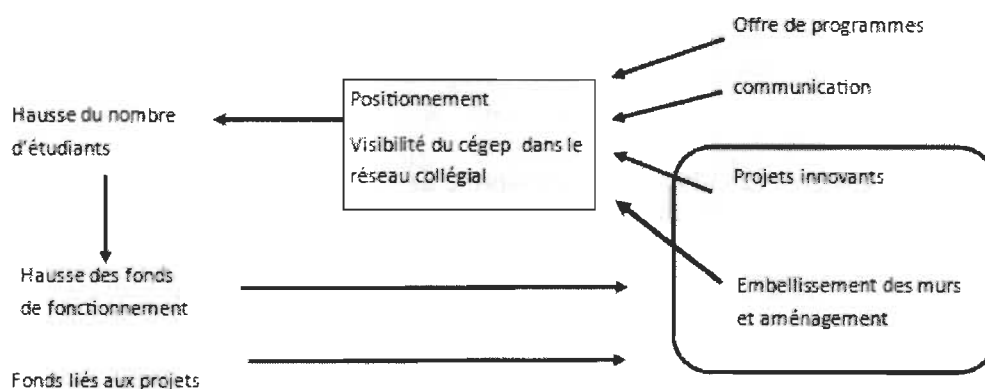 Offre de programmes
communication
Positionnement
Visibilité du cégep dans le
réseau collégial
Hausse du nombre
d'étudiants
Projets innovants
Hausse des fonds
de fonctionnement
Embellissement des murs
et aménagement
Fonds liés aux projets